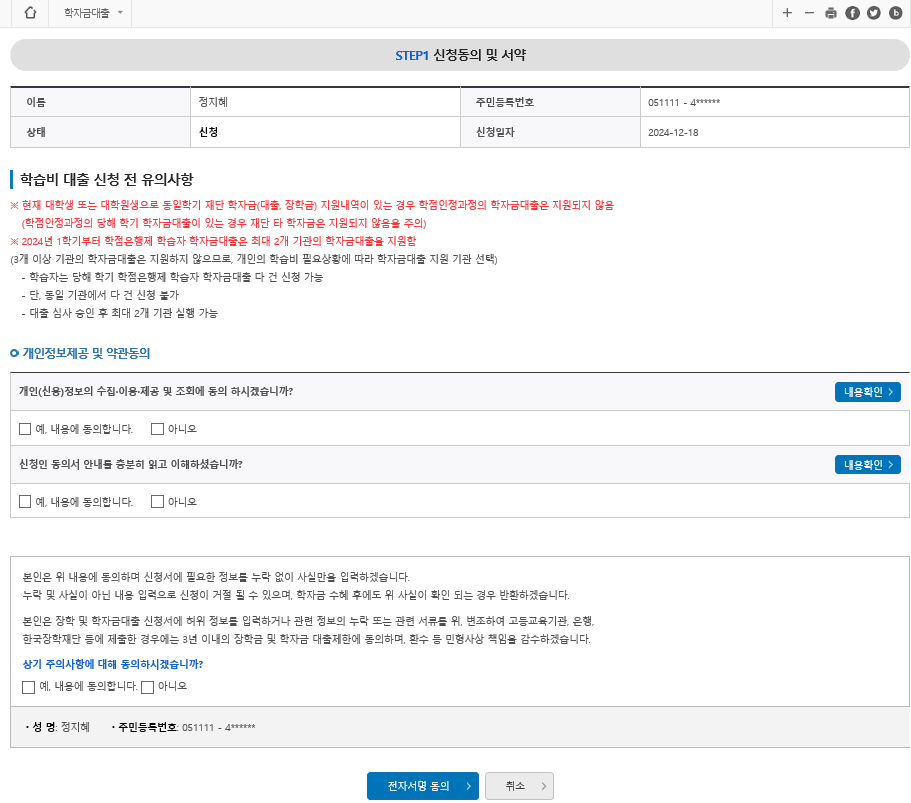 학자금대출
STEP1 신청동의 및 서약
이름 정지혜 주민등록번호 051111 - 4******
상태 신청 신청일자 2024-12-18
학습비 대출 신청 전 유의사항
※ 현재 대학생 또는 대학원생으로 동일학기 재단 학자금(대출, 장학금) 지원내역이 있는 경우 학점인정과정의 학자금대출은 지원되지 않음
(학점인정과정의 당해 학기 학자금대출이 있는 경우 재단 타 학자금은 지원되지 않음을 주의)
※ 2024년 1학기부터 학점은행제 학습자 학자금대출은 최대 2개 기관의 학자금대출을 지원함
(3개 이상 기관의 학자금대출은 지원하지 않으므로, 개인의 학습비 필요상황에 따라 학자금대출 지원 기관 선택)
- 학습자는 당해 학기 학점은행제 학습자 학자금대출 다 건 신청 가능
- 단, 동일 기관에서 다 건 신청 불가
- 대출 심사 승인 후 최대 2개 기관 실행 가능
개인정보제공 및 약관동의
개인(신용)정보의 수집·이용·제공 및 조회에 동의 하시겠습니까? 내용확인
예, 내용에 동의합니다. 아니오
신청인 동의서 안내를 충분히 읽고 이해하셨습니까? 내용확인
예, 내용에 동의합니다. 아니오
본인은 위 내용에 동의하며 신청서에 필요한 정보를 누락 없이 사실만을 입력하겠습니다.
누락 및 사실이 아닌 내용 입력으로 신청이 거절 될 수 있으며, 학자금 수혜 후에도 위 사실이 확인 되는 경우 반환하겠습니다.
본인은 장학 및 학자금대출 신청서에 허위 정보를 입력하거나 관련 정보의 누락 또는 관련 서류를 위, 변조하여 고등교육기관, 은행,
한국장학재단 등에 제출한 경우에는 3년 이내의 장학금 및 학자금 대출제한에 동의하며, 환수 등 민형사상 책임을 감수하겠습니다.
상기 주의사항에 대해 동의하시겠습니까?
예, 내용에 동의합니다. 아니오
· 성 명: 정지혜 · 주민등록번호: 051111 - 4******
전자서명 동의 취소